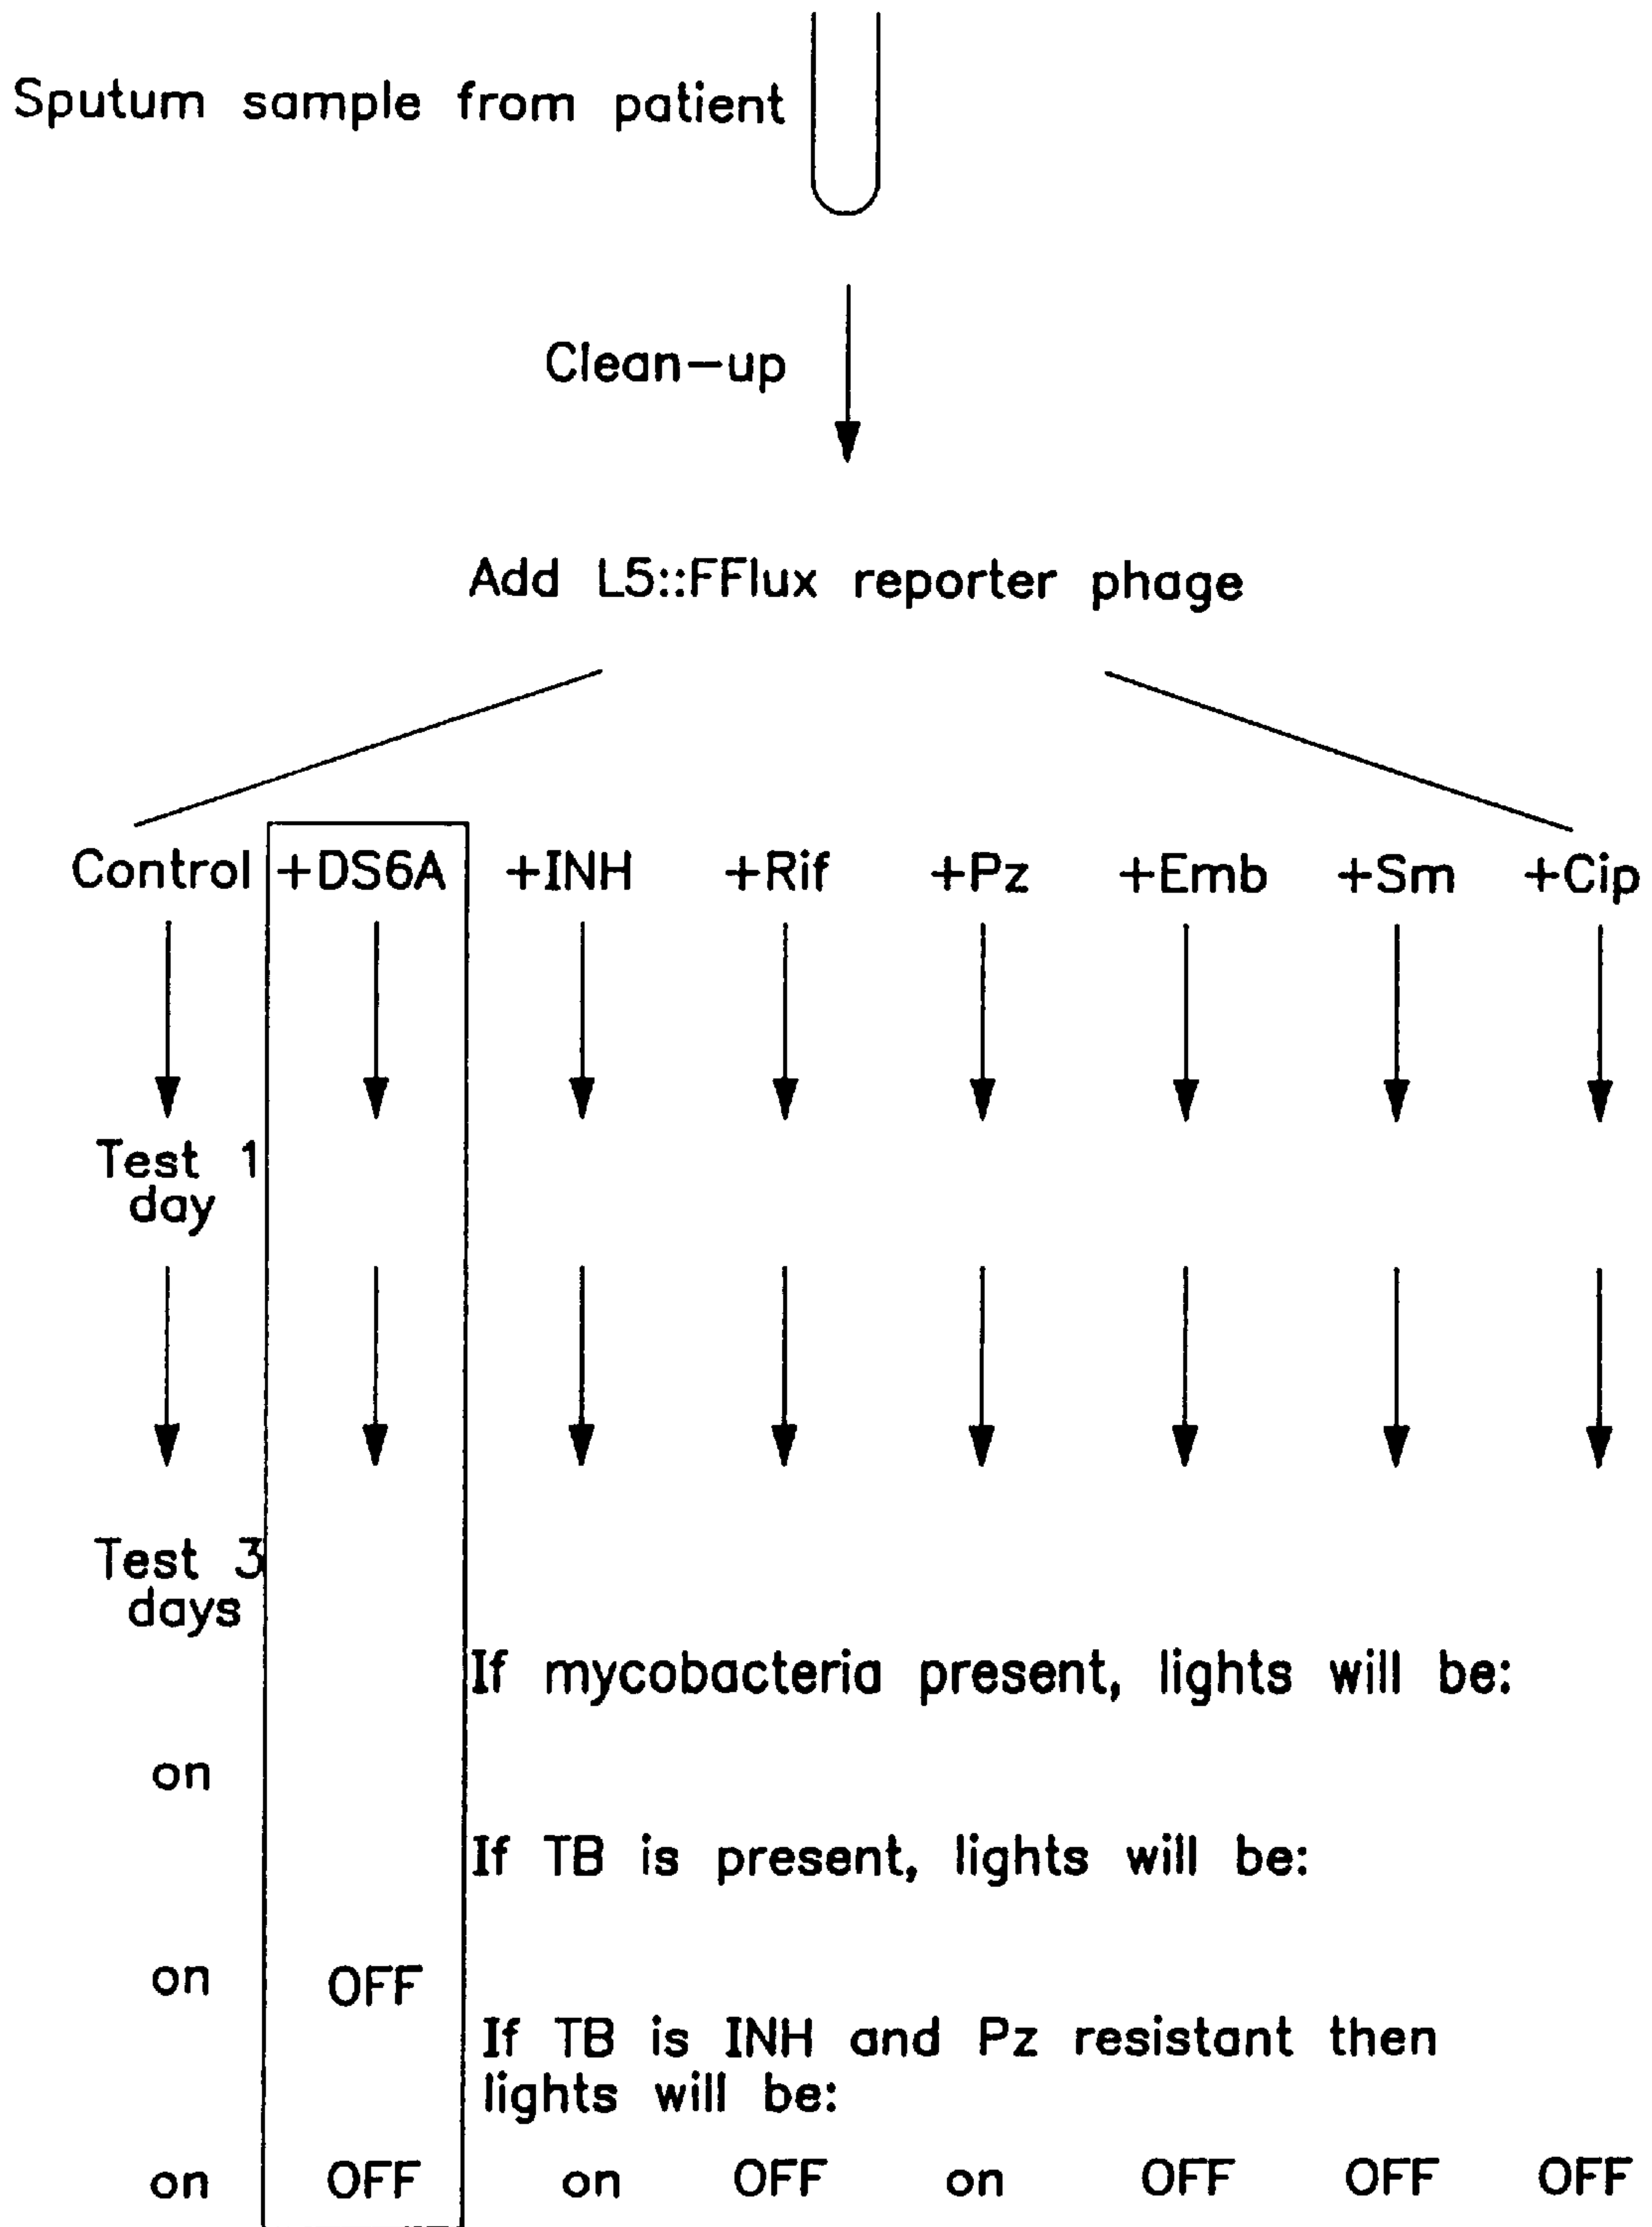 Sputum sample from patient
Clean-up
Add L5::FFlux reporter phage
Control +DS6A +INH +Rif +Pz +Emb +Sm +Cip
Test 1
day
Test 3
days
If mycobacteria present, lights will be:
on
If TB is present, lights will be:
on OFF
If TB is INH and Pz resistant then
lights will be:
on OFF on OFF on OFF OFF OFF